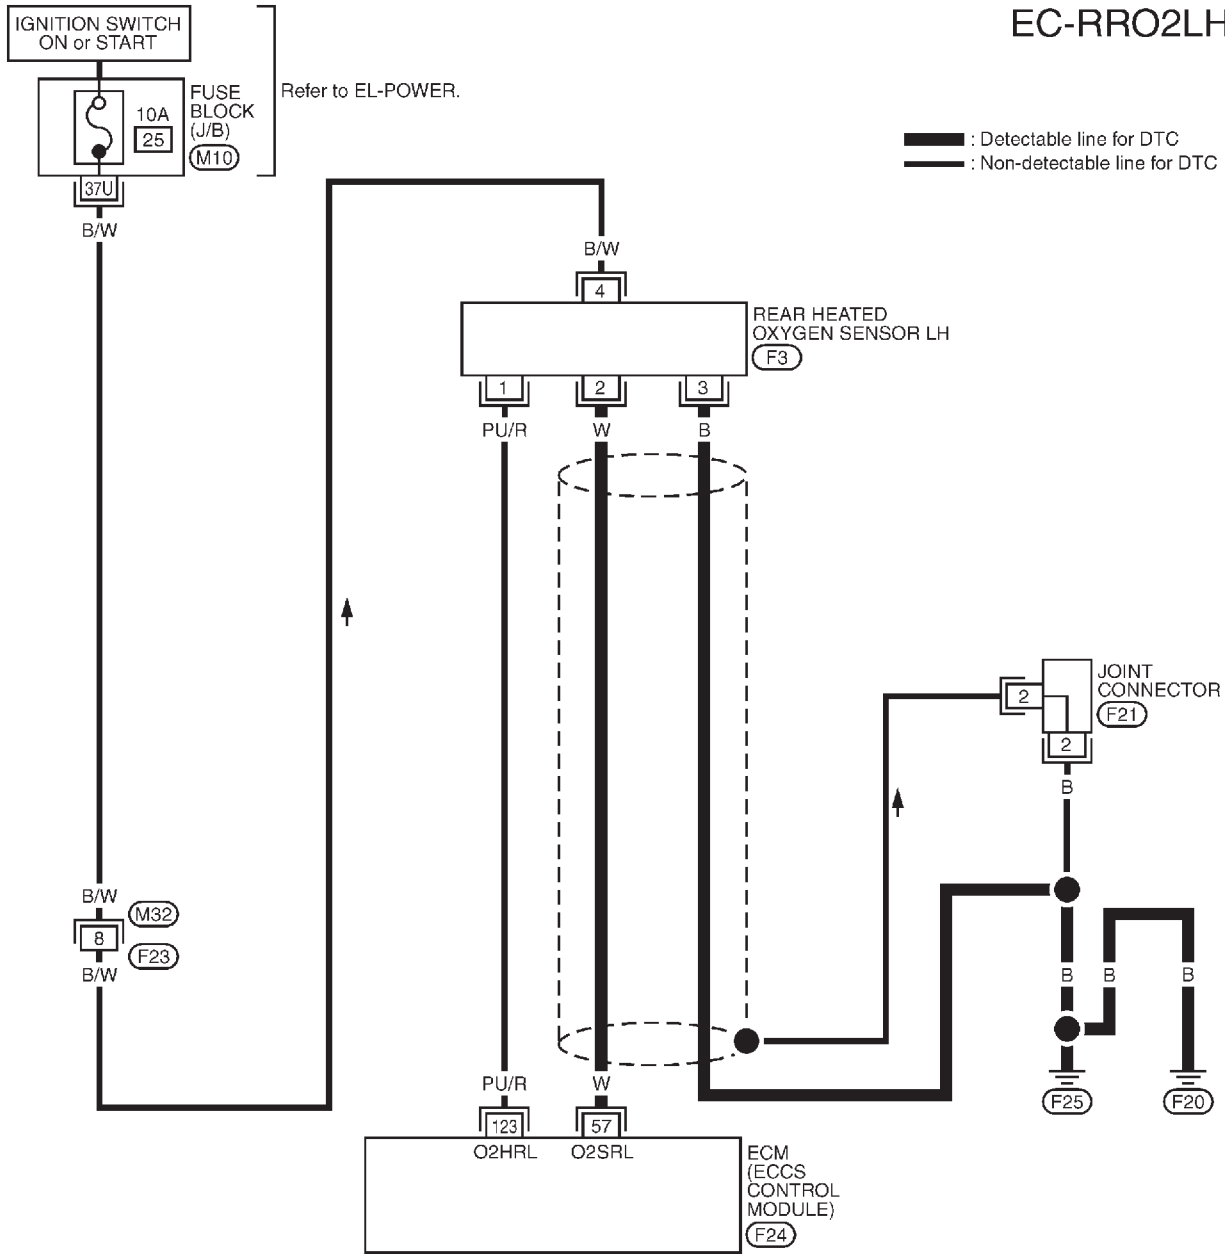 EC-RRO2LH
IGNITION SWITCH
ON or START
FUSE
BLOCK
(J/B)
M10
10A
25
Refer to EL-POWER.
37U
B/W
: Detectable line for DTC
: Non-detectable line for DTC
B/W
4
REAR HEATED
OXYGEN SENSOR LH
F3
1
2
3
PU/R
W
B
2
JOINT
CONNECTOR
F21
2
B
B/W
M32
8
F23
B/W
B
B
B
F25
F20
PU/R
W
123
57
O2HRL
O2SRL
ECM
(ECCS
CONTROL
MODULE)
F24